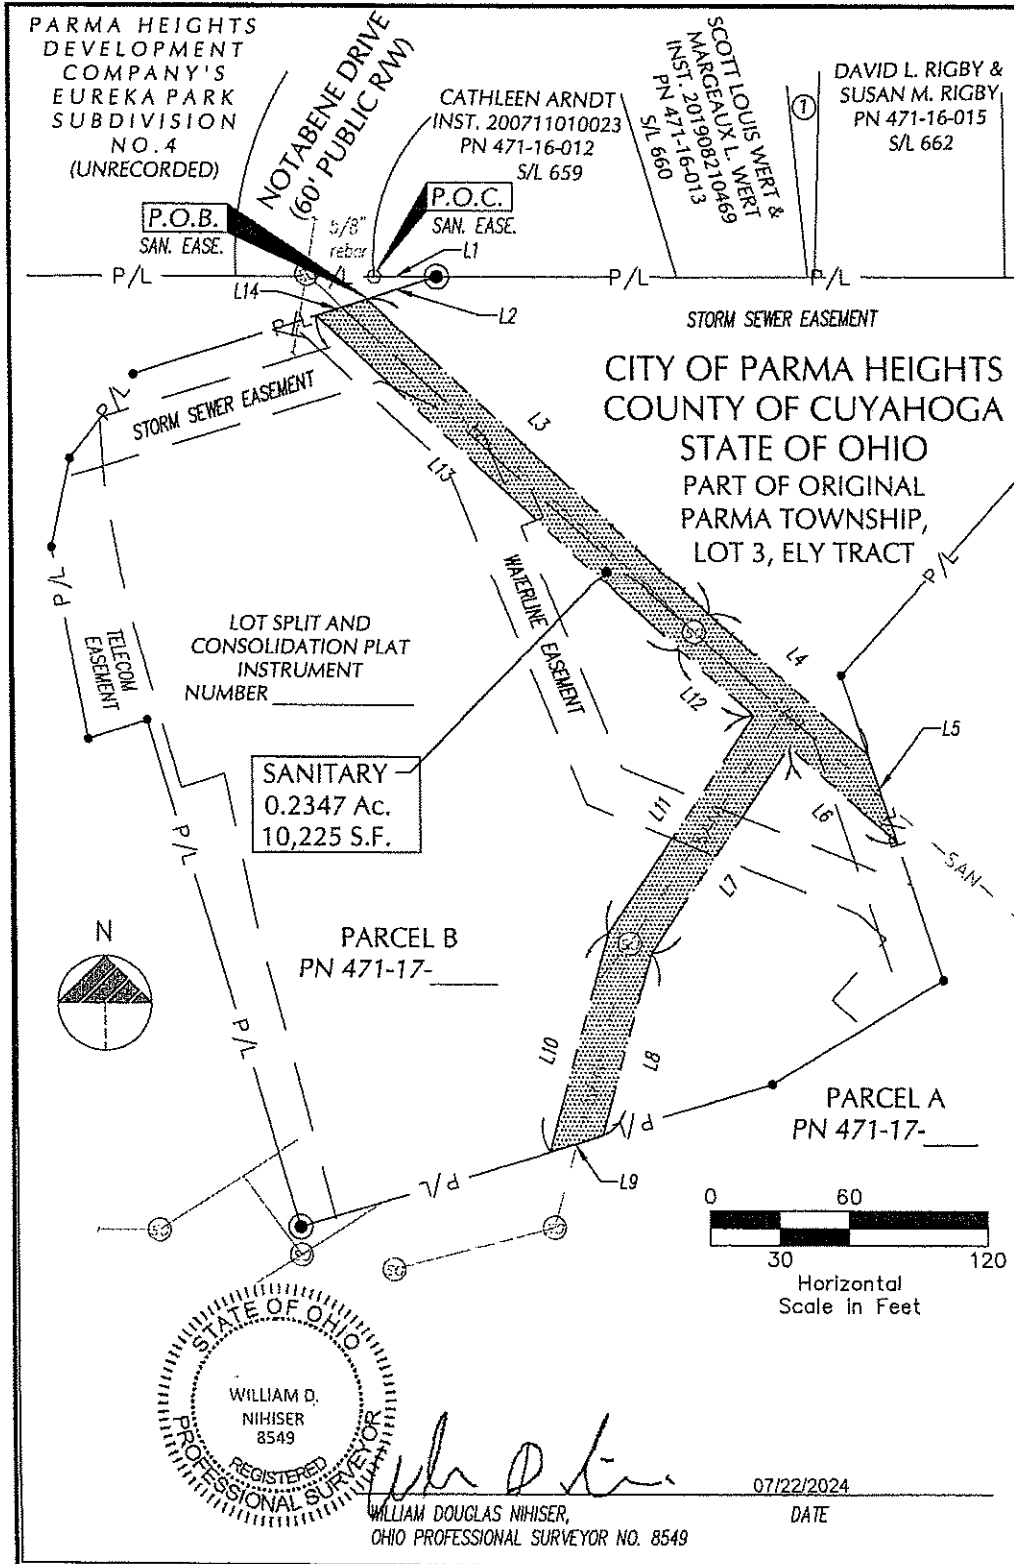 PARMA HEIGHTS
DEVELOPMENT
COMPANY'S
EUREKA PARK
SUBDIVISION
NO.4
(UNRECORDED)
NOTABENE DRIVE
(60' PUBLIC R/W)
CATHLEEN ARNDT
INST. 200711010023
PN 471-16-012
S/L 659
SCOTT LOUIS WERT &
MARGEAUX L. WERT
INST. 201908210469
PN 471-16-013
S/L 660
1
DAVID L. RIGBY &
SUSAN M. RIGBY
PN 471-16-015
S/L 662
P.O.B.
SAN. EASE.
5/8"
rebar
P.O.C.
SAN. EASE.
L1
P/L
P/L
P/L
L14
L2
P/L
STORM SEWER EASEMENT
CITY OF PARMA HEIGHTS
COUNTY OF CUYAHOGA
STATE OF OHIO
PART OF ORIGINAL
PARMA TOWNSHIP,
LOT 3, ELY TRACT
P/L
STORM SEWER EASEMENT
L3
L13
P/L
P/L
WATERLINE EASEMENT
LOT SPLIT AND
CONSOLIDATION PLAT
INSTRUMENT
NUMBER ____________
TELECOM
EASEMENT
L4
L12
L5
SANITARY
0.2347 Ac.
10,225 S.F.
L11
L6
L7
P/L
SAN
PARCEL B
PN 471-17-_____
N
P/L
L10
L8
PARCEL A
PN 471-17-____
P/L
P/L
L9
0 60
30 120
Horizontal
Scale in Feet
STATE OF OHIO
WILLIAM D.
NIHISER
8549
REGISTERED
PROFESSIONAL SURVEYOR
07/22/2024
WILLIAM DOUGLAS NIHISER,
DATE
OHIO PROFESSIONAL SURVEYOR NO. 8549